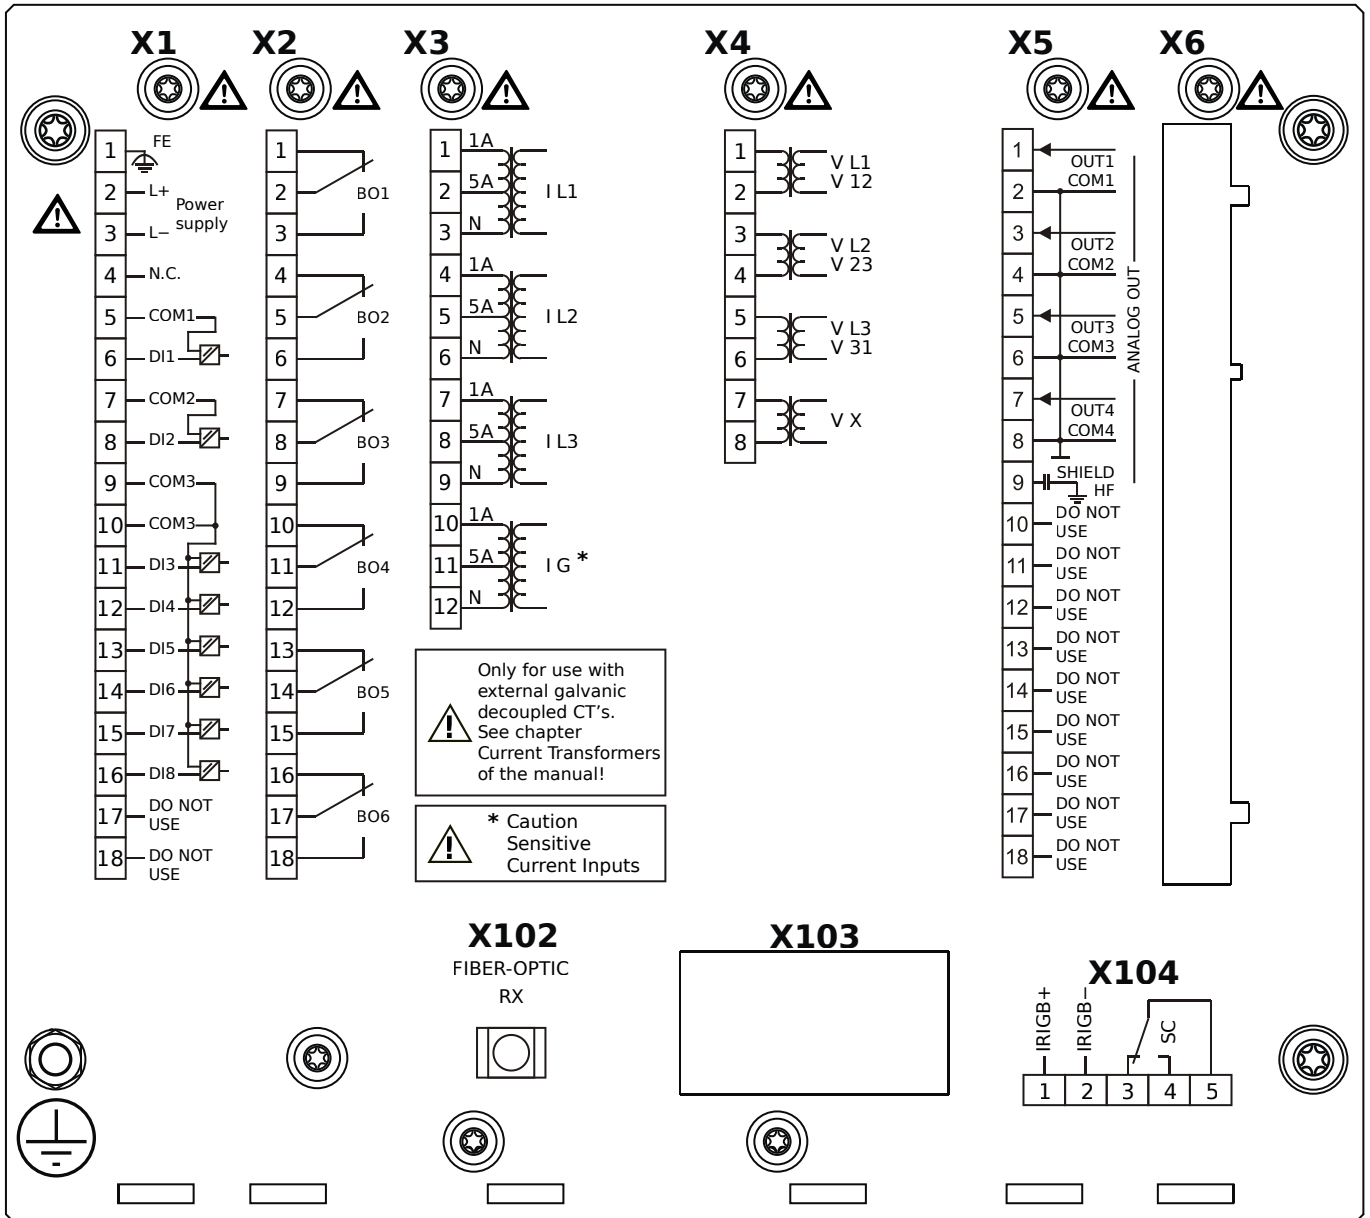 X1
X2
X3
X4
X5
X6
1 FE
2 L+
Power
supply
3 L−
4 N.C.
5 COM1
6 DI1
7 COM2
8 DI2
9 COM3
10 COM3
11 DI3
12 DI4
13 DI5
14 DI6
15 DI7
16 DI8
17 DO NOT
USE
18 DO NOT
USE
1
2 BO1
3
4
5 BO2
6
7
8 BO3
9
10
11 BO4
12
13
14 BO5
15
16
17 BO6
18
1 1A
2 5A I L1
3 N
4 1A
5 5A I L2
6 N
7 1A
8 5A I L3
9 N
10 1A
11 5A I G *
12 N
Only for use with
external galvanic
decoupled CT's.
See chapter
Current Transformers
of the manual!
* Caution
Sensitive
Current Inputs
1 V L1
2 V 12
3 V L2
4 V 23
5 V L3
6 V 31
7 V X
8
1 OUT1
2 COM1
3 OUT2
4 COM2
5 OUT3
6 COM3
7 OUT4
8 COM4
ANALOG OUT
9 SHIELD
HF
10 DO NOT
USE
11 DO NOT
USE
12 DO NOT
USE
13 DO NOT
USE
14 DO NOT
USE
15 DO NOT
USE
16 DO NOT
USE
17 DO NOT
USE
18 DO NOT
USE
X102
FIBER-OPTIC
RX
X103
X104
IRIGB+
IRIGB−
SC
1 2 3 4 5